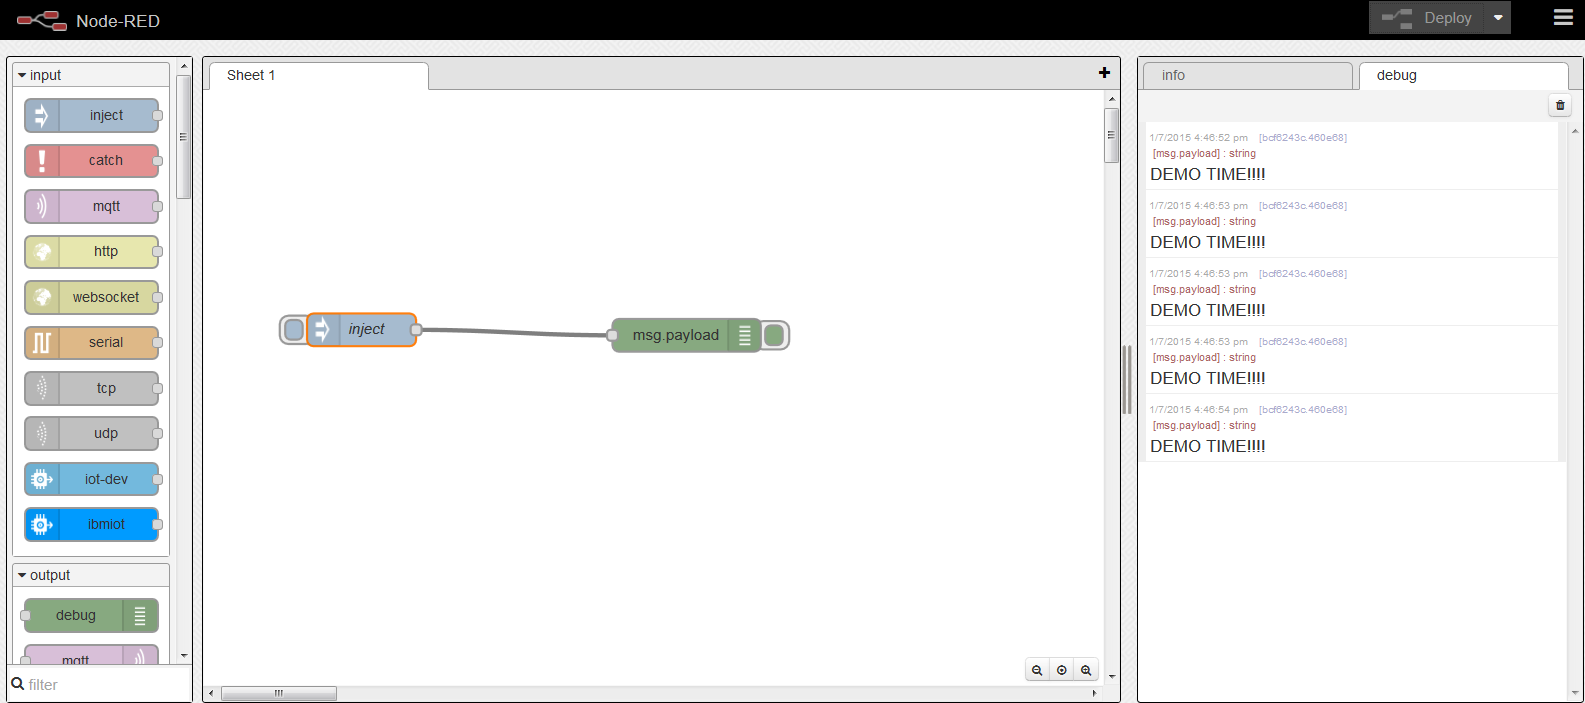 Node-RED
Deploy
input
inject
catch
mqtt
http
websocket
serial
tcp
udp
iot-dev
ibmiot
output
debug
mqtt
filter
Sheet 1
inject
msg.payload
info
debug
1/7/2015 4:46:52 pm [bcf6243c.460e68]
[msg.payload] : string
DEMO TIME!!!!
1/7/2015 4:46:53 pm [bcf6243c.460e68]
[msg.payload] : string
DEMO TIME!!!!
1/7/2015 4:46:53 pm [bcf6243c.460e68]
[msg.payload] : string
DEMO TIME!!!!
1/7/2015 4:46:53 pm [bcf6243c.460e68]
[msg.payload] : string
DEMO TIME!!!!
1/7/2015 4:46:54 pm [bcf6243c.460e68]
[msg.payload] : string
DEMO TIME!!!!